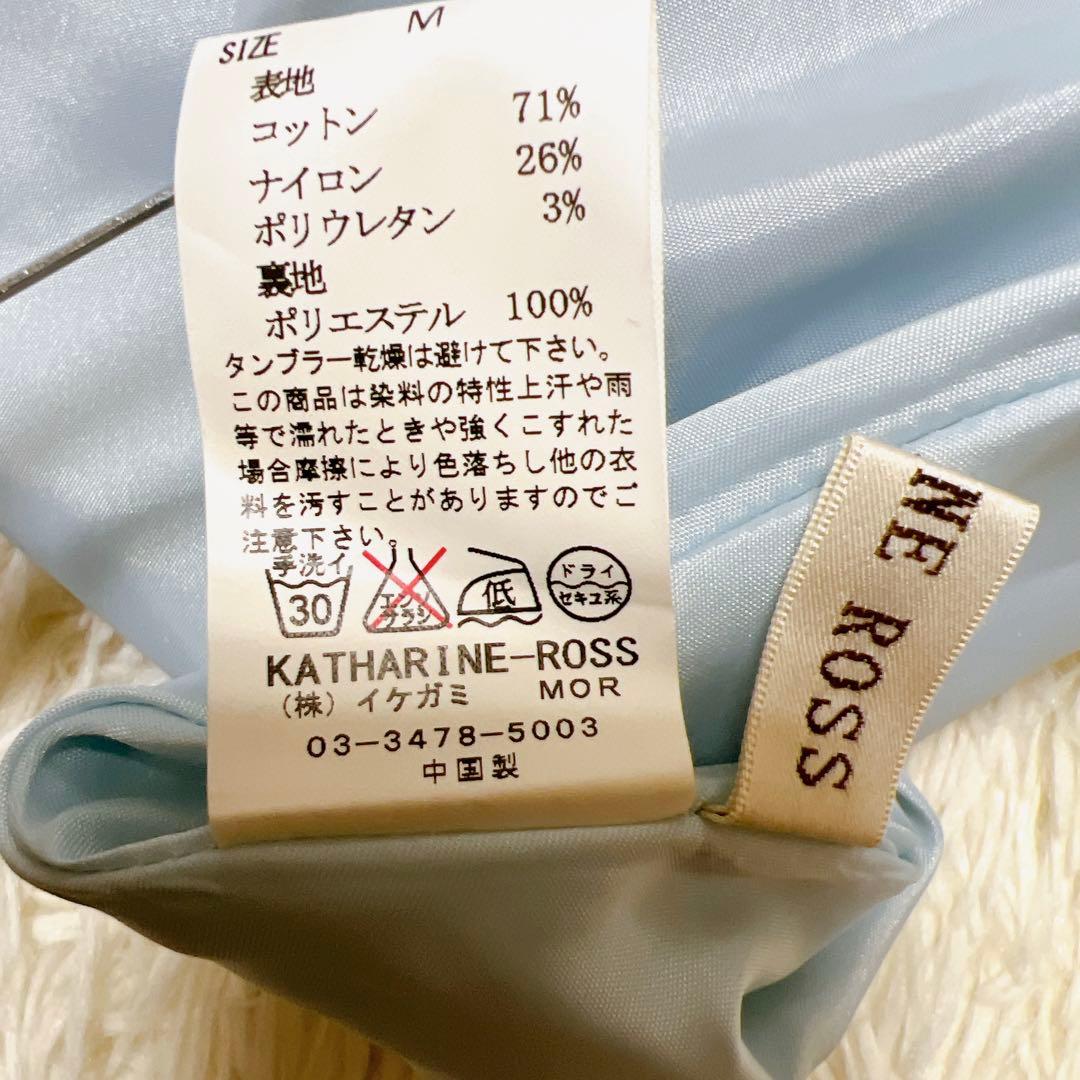 SIZE M
表地
コットン 71%
ナイロン 26%
ポリウレタン 3%
裏地
ポリエステル 100%
タンブラー乾燥は避けて下さい。
この商品は染料の特性上汗や雨
等で濡れたときや強くこすれた
場合摩擦により色落ちし他の衣
料を汚すことがありますのでご
注意下さい。
手洗イ
30
エンソ
サラシ
低
ドライ
セキユ系
KATHARINE-ROSS
(株)イケガミ MOR
03-3478-5003
中国製
NE ROSS